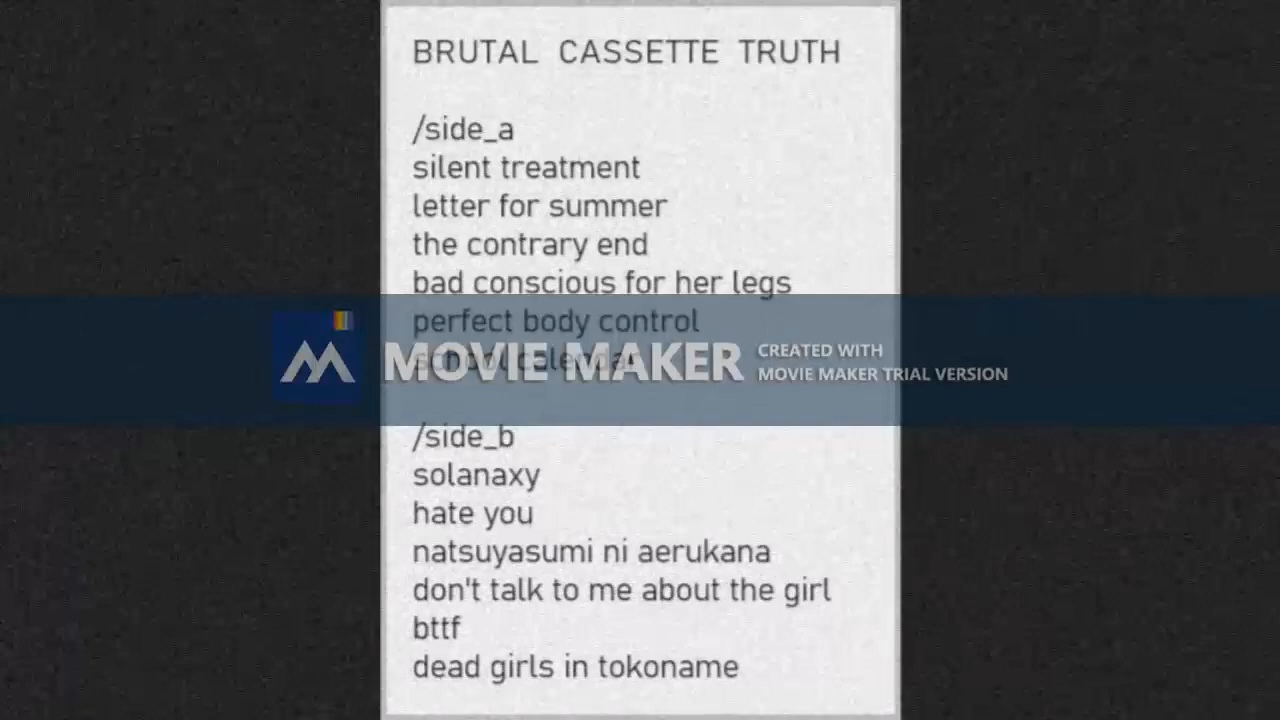 BRUTAL CASSETTE TRUTH
/side_a
silent treatment
letter for summer
the contrary end
bad conscious for her legs
perfect body control
school calendar
MOVIE MAKER
CREATED WITH
MOVIE MAKER TRIAL VERSION
/side_b
solanaxy
hate you
natsuyasumi ni aerukana
don't talk to me about the girl
bttf
dead girls in tokoname